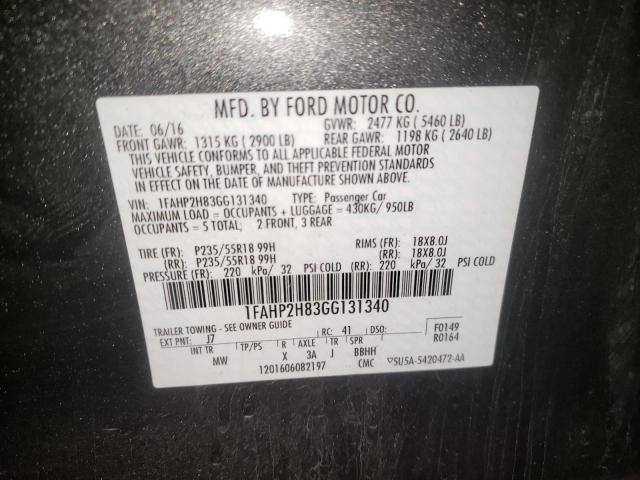 MFD. BY FORD MOTOR CO.
DATE: 06/16 GVWR: 2477 KG ( 5460 LB)
FRONT GAWR: 1315 KG ( 2900 LB) REAR GAWR: 1198 KG ( 2640 LB)
THIS VEHICLE CONFORMS TO ALL APPLICABLE FEDERAL MOTOR
VEHICLE SAFETY, BUMPER, AND THEFT PREVENTION STANDARDS
IN EFFECT ON THE DATE OF MANUFACTURE SHOWN ABOVE.
VIN: 1FAHP2H83GG131340 TYPE: Passenger Car
MAXIMUM LOAD = OCCUPANTS + LUGGAGE = 430KG/ 950LB
OCCUPANTS = 5 TOTAL; 2 FRONT, 3 REAR
TIRE (FR): P235/55R18 99H RIMS (FR): 18X8.0J
(RR): P235/55R18 99H (RR): 18X8.0J
PRESSURE (FR): 220 kPa/ 32 PSI COLD (RR): 220 kPa/ 32 PSI COLD
1FAHP2H83GG131340
TRAILER TOWING - SEE OWNER GUIDE
EXT PNT: J7 RC: 41 DSO: F0149
R0164
INT TR TP/PS R AXLE TR SPR
MW X 3A J BBHH
1201606082197 CMC ▽5U5A-5420472-AA